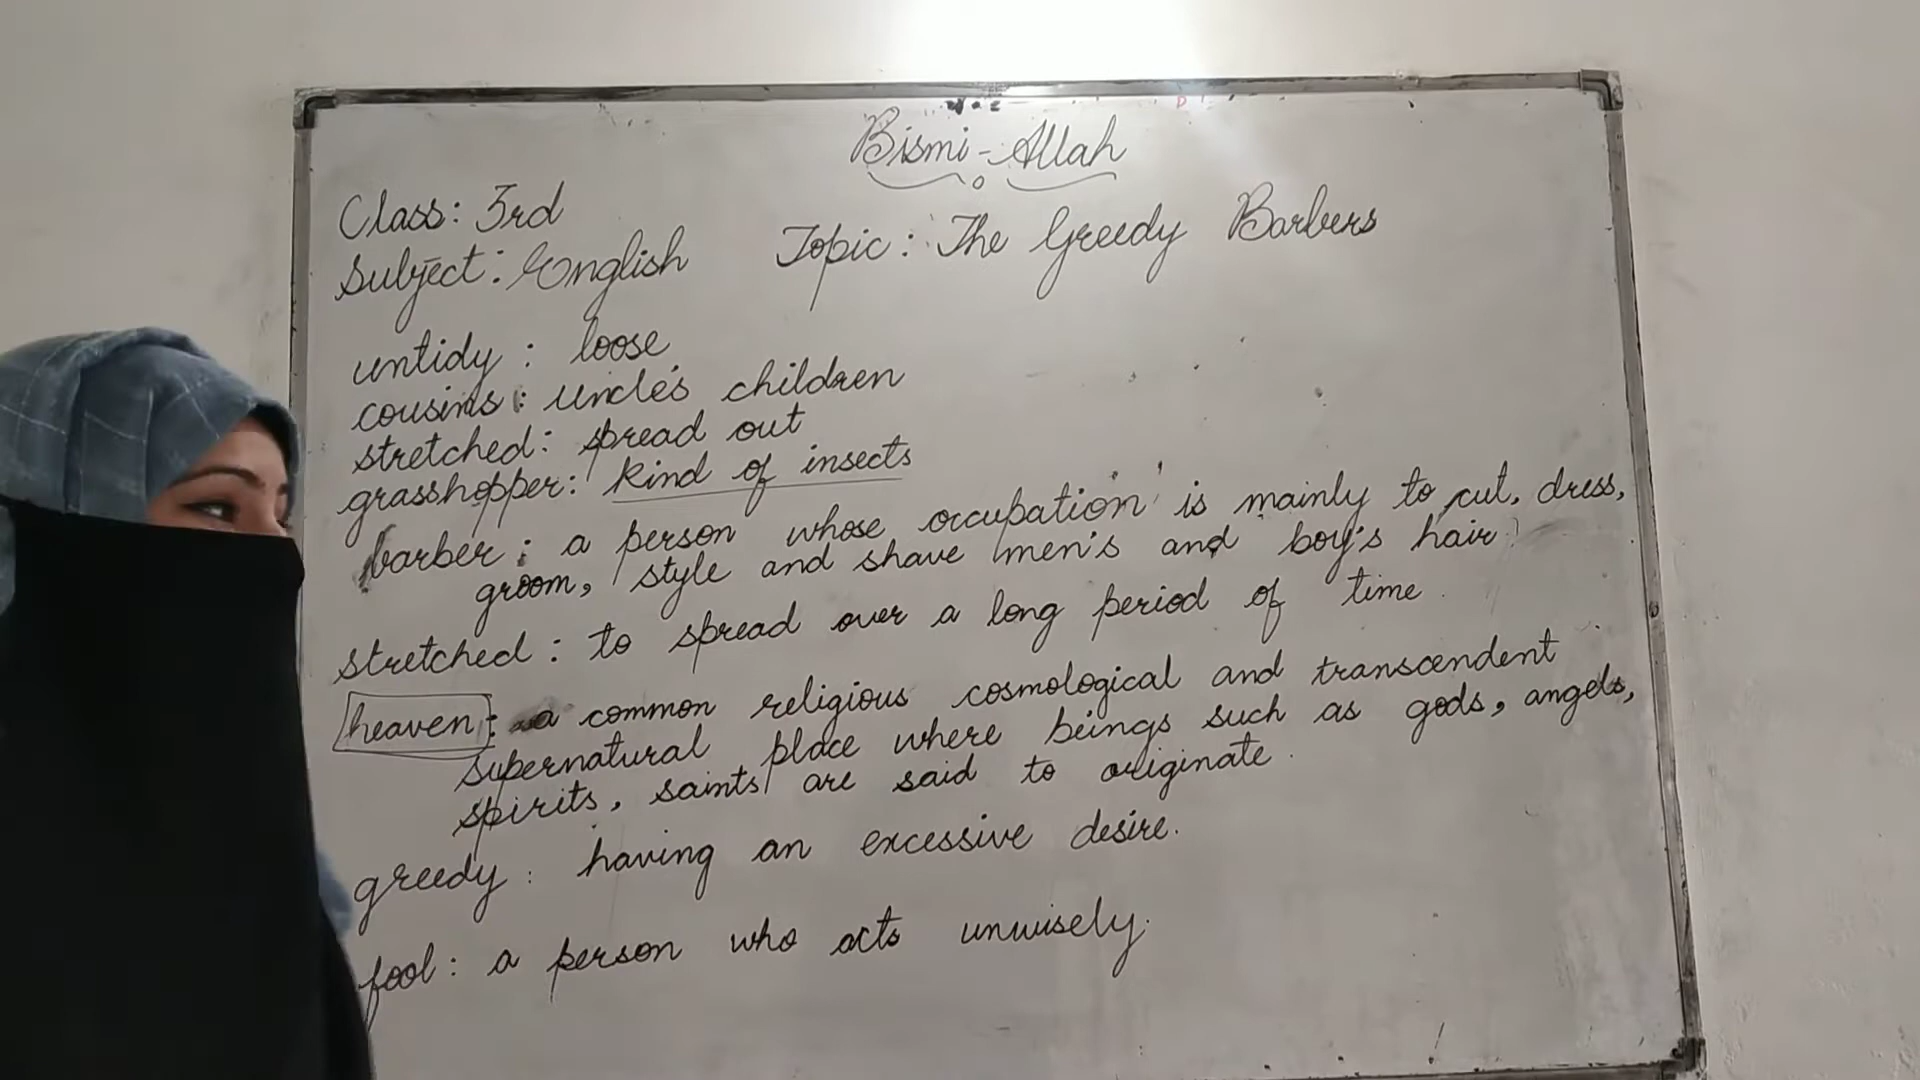 Bismi-Allah
Class: 3rd
Subject: English
Topic: The Greedy Barbers
untidy: loose
cousins: uncle's children
stretched: spread out
grasshopper: kind of insects
barber: a person whose occupation is mainly to cut, dress,
groom, style and shave men's and boy's hair
stretched: to spread over a long period of time.
heaven: a common religious cosmological and transcendent
supernatural place where beings such as gods, angels,
spirits, saints are said to originate.
greedy: having an excessive desire.
fool: a person who acts unwisely.